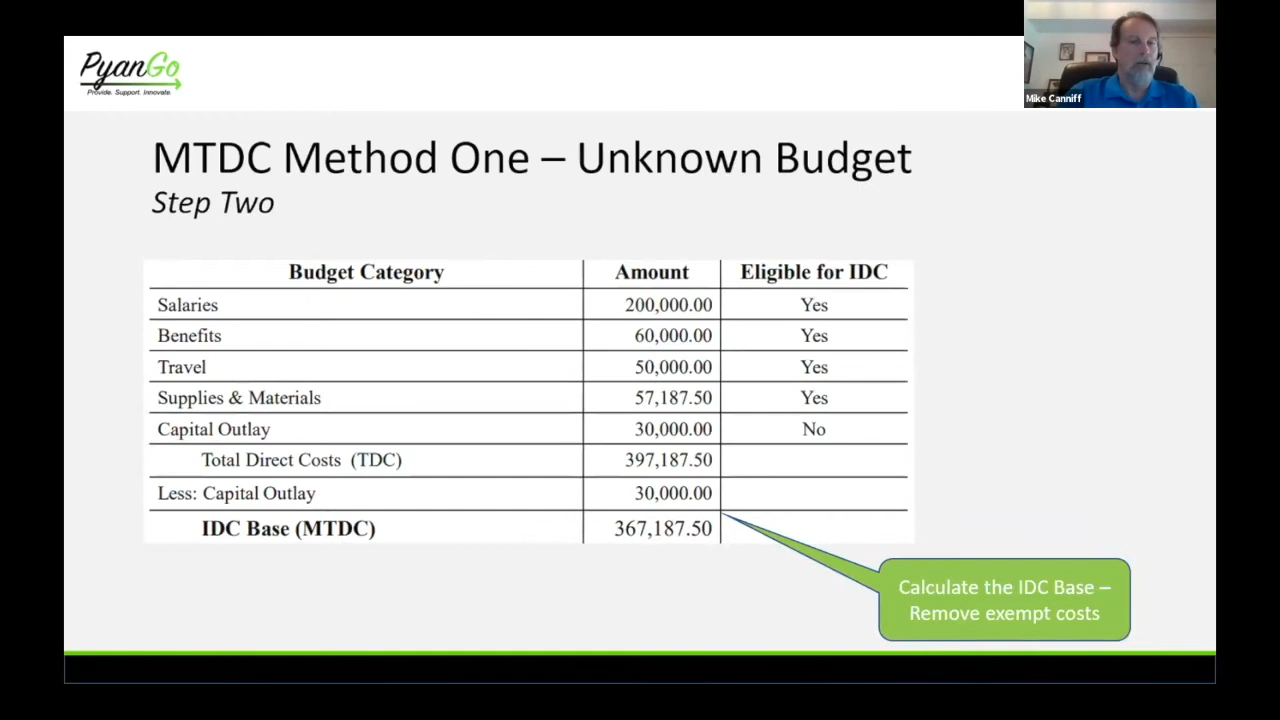 PyanGo
Provide. Support. Innovate.
Mike Canniff
MTDC Method One – Unknown Budget
Step Two
Budget Category Amount Eligible for IDC
Salaries 200,000.00 Yes
Benefits 60,000.00 Yes
Travel 50,000.00 Yes
Supplies & Materials 57,187.50 Yes
Capital Outlay 30,000.00 No
Total Direct Costs (TDC) 397,187.50
Less: Capital Outlay 30,000.00
IDC Base (MTDC) 367,187.50
Calculate the IDC Base –
Remove exempt costs